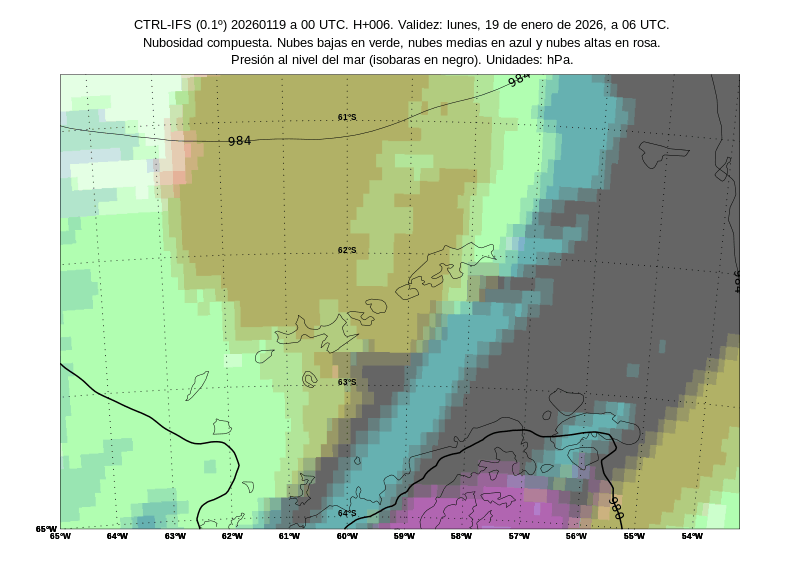 CTRL-IFS (0.1º) 20260119 a 00 UTC. H+006. Validez: lunes, 19 de enero de 2026, a 06 UTC.
Nubosidad compuesta. Nubes bajas en verde, nubes medias en azul y nubes altas en rosa.
Presión al nivel del mar (isobaras en negro). Unidades: hPa.
984
61°S
984
62°S
984
63°S
64°S
980
65°W
65°W 64°W 63°W 62°W 61°W 60°W 59°W 58°W 57°W 56°W 55°W 54°W